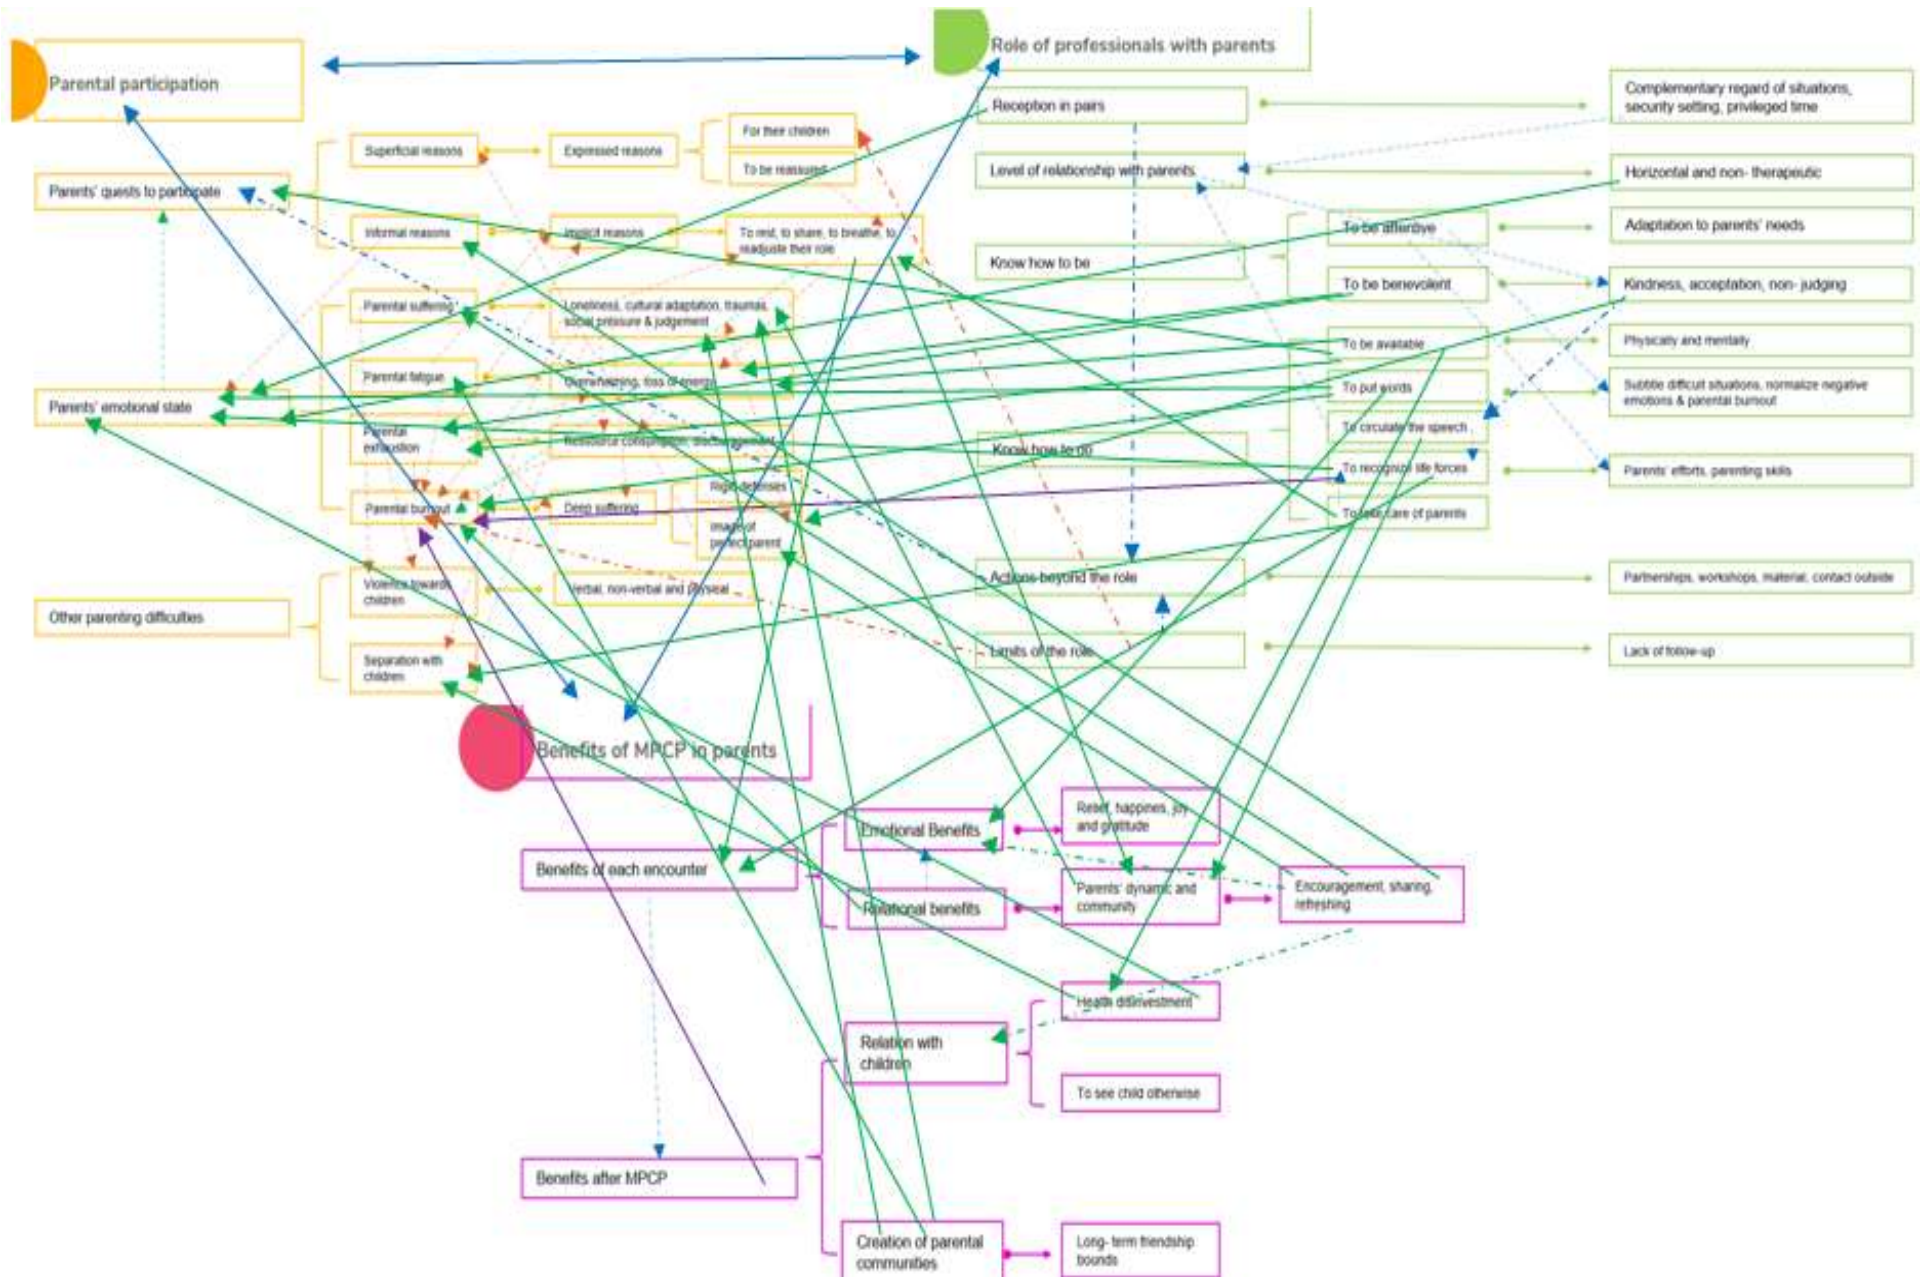 Parental participation
Role of professionals with parents
Superficial reasons
Expressed reasons
For their children
To be reassured
Parents' quests to participate
Informal reasons
Implicit reasons
To rest, to share, to breathe, to
readjust their role
Parental suffering
Loneliness, cultural adaptation, traumas,
social pressure & judgement
Parental fatigue
Overwhelming, loss of energy
Parents' emotional state
Parental
exhaustion
Parental burnout
Deep suffering
Rigid defenses
Image of
perfect parent
Other parenting difficulties
Violence towards
children
Verbal, non-verbal and physical
Separation with
children
Reception in pairs
Complementary regard of situations,
security setting, privileged time
Level of relationship with parents
Horizontal and non- therapeutic
Know how to be
To be attentive
Adaptation to parents' needs
To be benevolent
Kindness, acceptation, non- judging
Know how to do
To be available
Physically and mentally
To put words
Subtitle difficult situations, normalize negative
emotions & parental burnout
To circulate the speech
To recognize life forces
Parents' efforts, parenting skills
To take care of parents
Actions beyond the role
Partnerships, workshops, material, contact outside
Limits of the role
Lack of follow-up
Benefits of MPCP in parents
Benefits of each encounter
Emotional Benefits
Relief, happines, joy
and gratitude
Relational benefits
Parents' dynamic and
community
Encouragement, sharing,
refreshing
Benefits after MPCP
Relation with
children
Health disinvestment
To see child otherwise
Creation of parental
communities
Long- term friendship
bounds